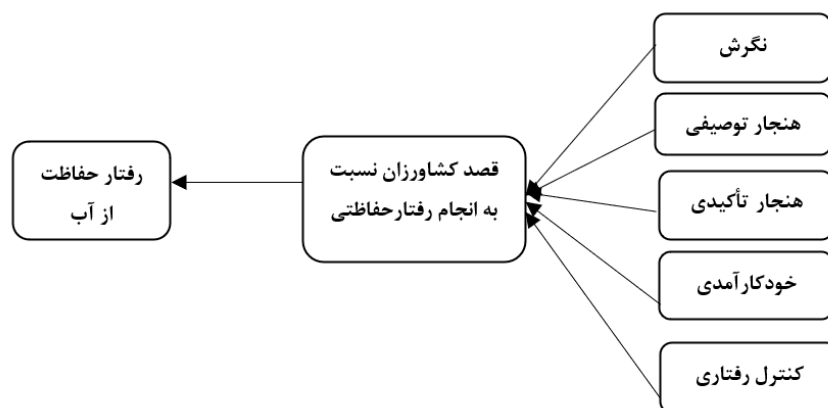 نگرش
هنجار توصیفی
هنجار تأکیدی
خودکارآمدی
کنترل رفتاری
قصد کشاورزان نسبت
به انجام رفتارحفاظتی
رفتار حفاظت
از آب